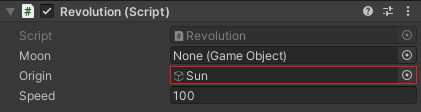 Revolution (Script)
Script Revolution
Moon None (Game Object)
Origin Sun
Speed 100